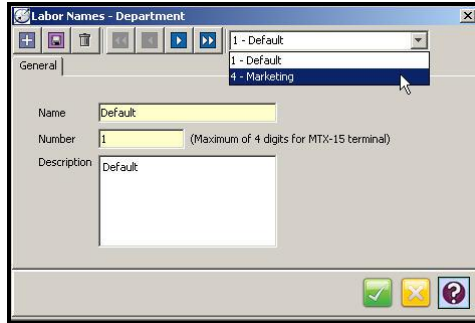 Labor Names - Department
1 - Default
1 - Default
4 - Marketing
General
Name Default
Number 1 (Maximum of 4 digits for MTX-15 terminal)
Description Default